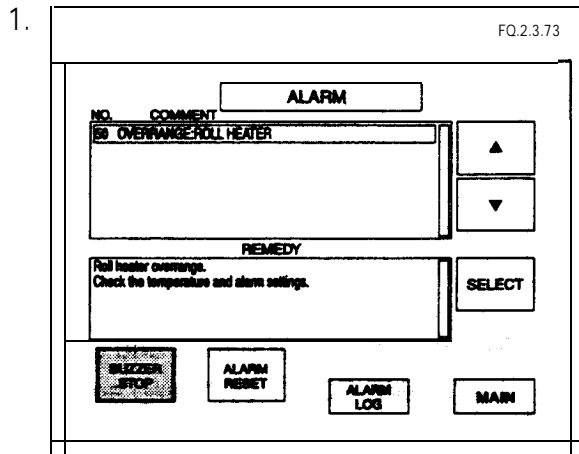 1.
FQ.2.3.73
ALARM
NO. COMMENT
50 OVERRANGE:ROLL HEATER
▲
▼
REMEDY
Roll heater overrange.
Check the temperature and alarm settings.
SELECT
BUZZER
STOP
ALARM
RESET
ALARM
LOG
MAIN